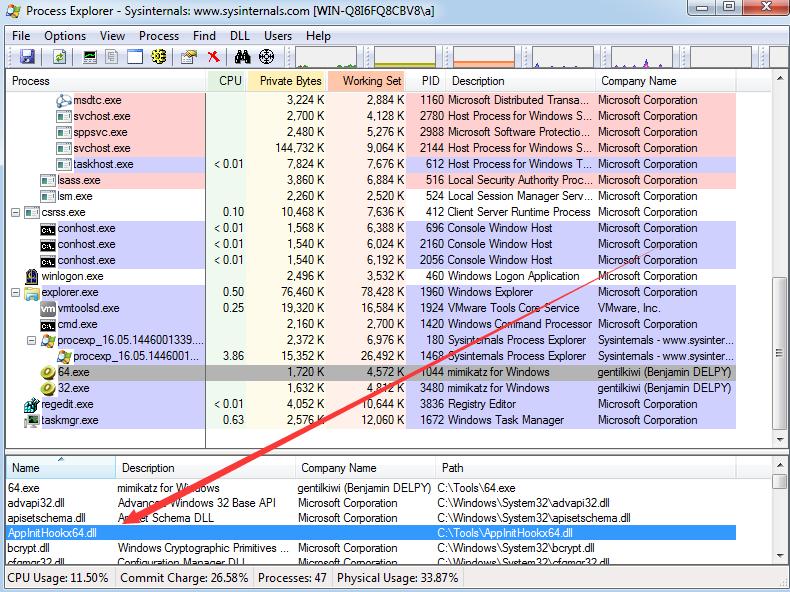 Process Explorer - Sysinternals: www.sysinternals.com [WIN-Q8I6FQ8CBV8\a]
File Options View Process Find DLL Users Help
Process CPU Private Bytes Working Set PID Description Company Name
msdtc.exe 3,224 K 2,884 K 1160 Microsoft Distributed Transa... Microsoft Corporation
svchost.exe 2,700 K 4,128 K 2780 Host Process for Windows S... Microsoft Corporation
sppsvc.exe 2,480 K 5,276 K 2988 Microsoft Software Protectio... Microsoft Corporation
svchost.exe 144,732 K 9,064 K 2144 Host Process for Windows S... Microsoft Corporation
taskhost.exe < 0.01 7,824 K 7,676 K 612 Host Process for Windows T... Microsoft Corporation
lsass.exe 3,860 K 6,884 K 516 Local Security Authority Proc... Microsoft Corporation
lsm.exe 2,260 K 2,520 K 524 Local Session Manager Serv... Microsoft Corporation
csrss.exe 0.10 10,468 K 7,636 K 412 Client Server Runtime Process Microsoft Corporation
conhost.exe < 0.01 1,568 K 6,388 K 696 Console Window Host Microsoft Corporation
conhost.exe < 0.01 1,540 K 6,024 K 2160 Console Window Host Microsoft Corporation
conhost.exe < 0.01 1,540 K 6,192 K 2056 Console Window Host Microsoft Corporation
winlogon.exe 2,496 K 3,532 K 460 Windows Logon Application Microsoft Corporation
explorer.exe 0.50 76,460 K 78,428 K 1960 Windows Explorer Microsoft Corporation
vmtoolsd.exe 0.25 19,320 K 16,584 K 1924 VMware Tools Core Service VMware, Inc.
cmd.exe 2,160 K 2,700 K 1420 Windows Command Processor Microsoft Corporation
procexp_16.05.1446001339.... 2,372 K 6,976 K 180 Sysinternals Process Explorer Sysinternals - www.sysinter...
procexp_16.05.1446001... 3.86 15,352 K 26,492 K 1468 Sysinternals Process Explorer Sysinternals - www.sysinter...
64.exe 1,720 K 4,572 K 1044 mimikatz for Windows gentilkiwi (Benjamin DELPY)
32.exe 1,632 K 4,812 K 3480 mimikatz for Windows gentilkiwi (Benjamin DELPY)
regedit.exe < 0.01 4,052 K 10,644 K 3836 Registry Editor Microsoft Corporation
taskmgr.exe 0.63 2,576 K 12,060 K 1672 Windows Task Manager Microsoft Corporation
Name Description Company Name Path
64.exe mimikatz for Windows gentilkiwi (Benjamin DELPY) C:\Tools\64.exe
advapi32.dll Advanced Windows 32 Base API Microsoft Corporation C:\Windows\System32\advapi32.dll
apisetschema.dll ApiSet Schema DLL Microsoft Corporation C:\Windows\System32\apisetschema.dll
AppInitHookx64.dll C:\Tools\AppInitHookx64.dll
bcrypt.dll Windows Cryptographic Primitives ... Microsoft Corporation C:\Windows\System32\bcrypt.dll
cfgmgr32.dll Configuration Manager DLL Microsoft Corporation C:\Windows\System32\cfgmgr32.dll
CPU Usage: 11.50% Commit Charge: 26.58% Processes: 47 Physical Usage: 33.87%